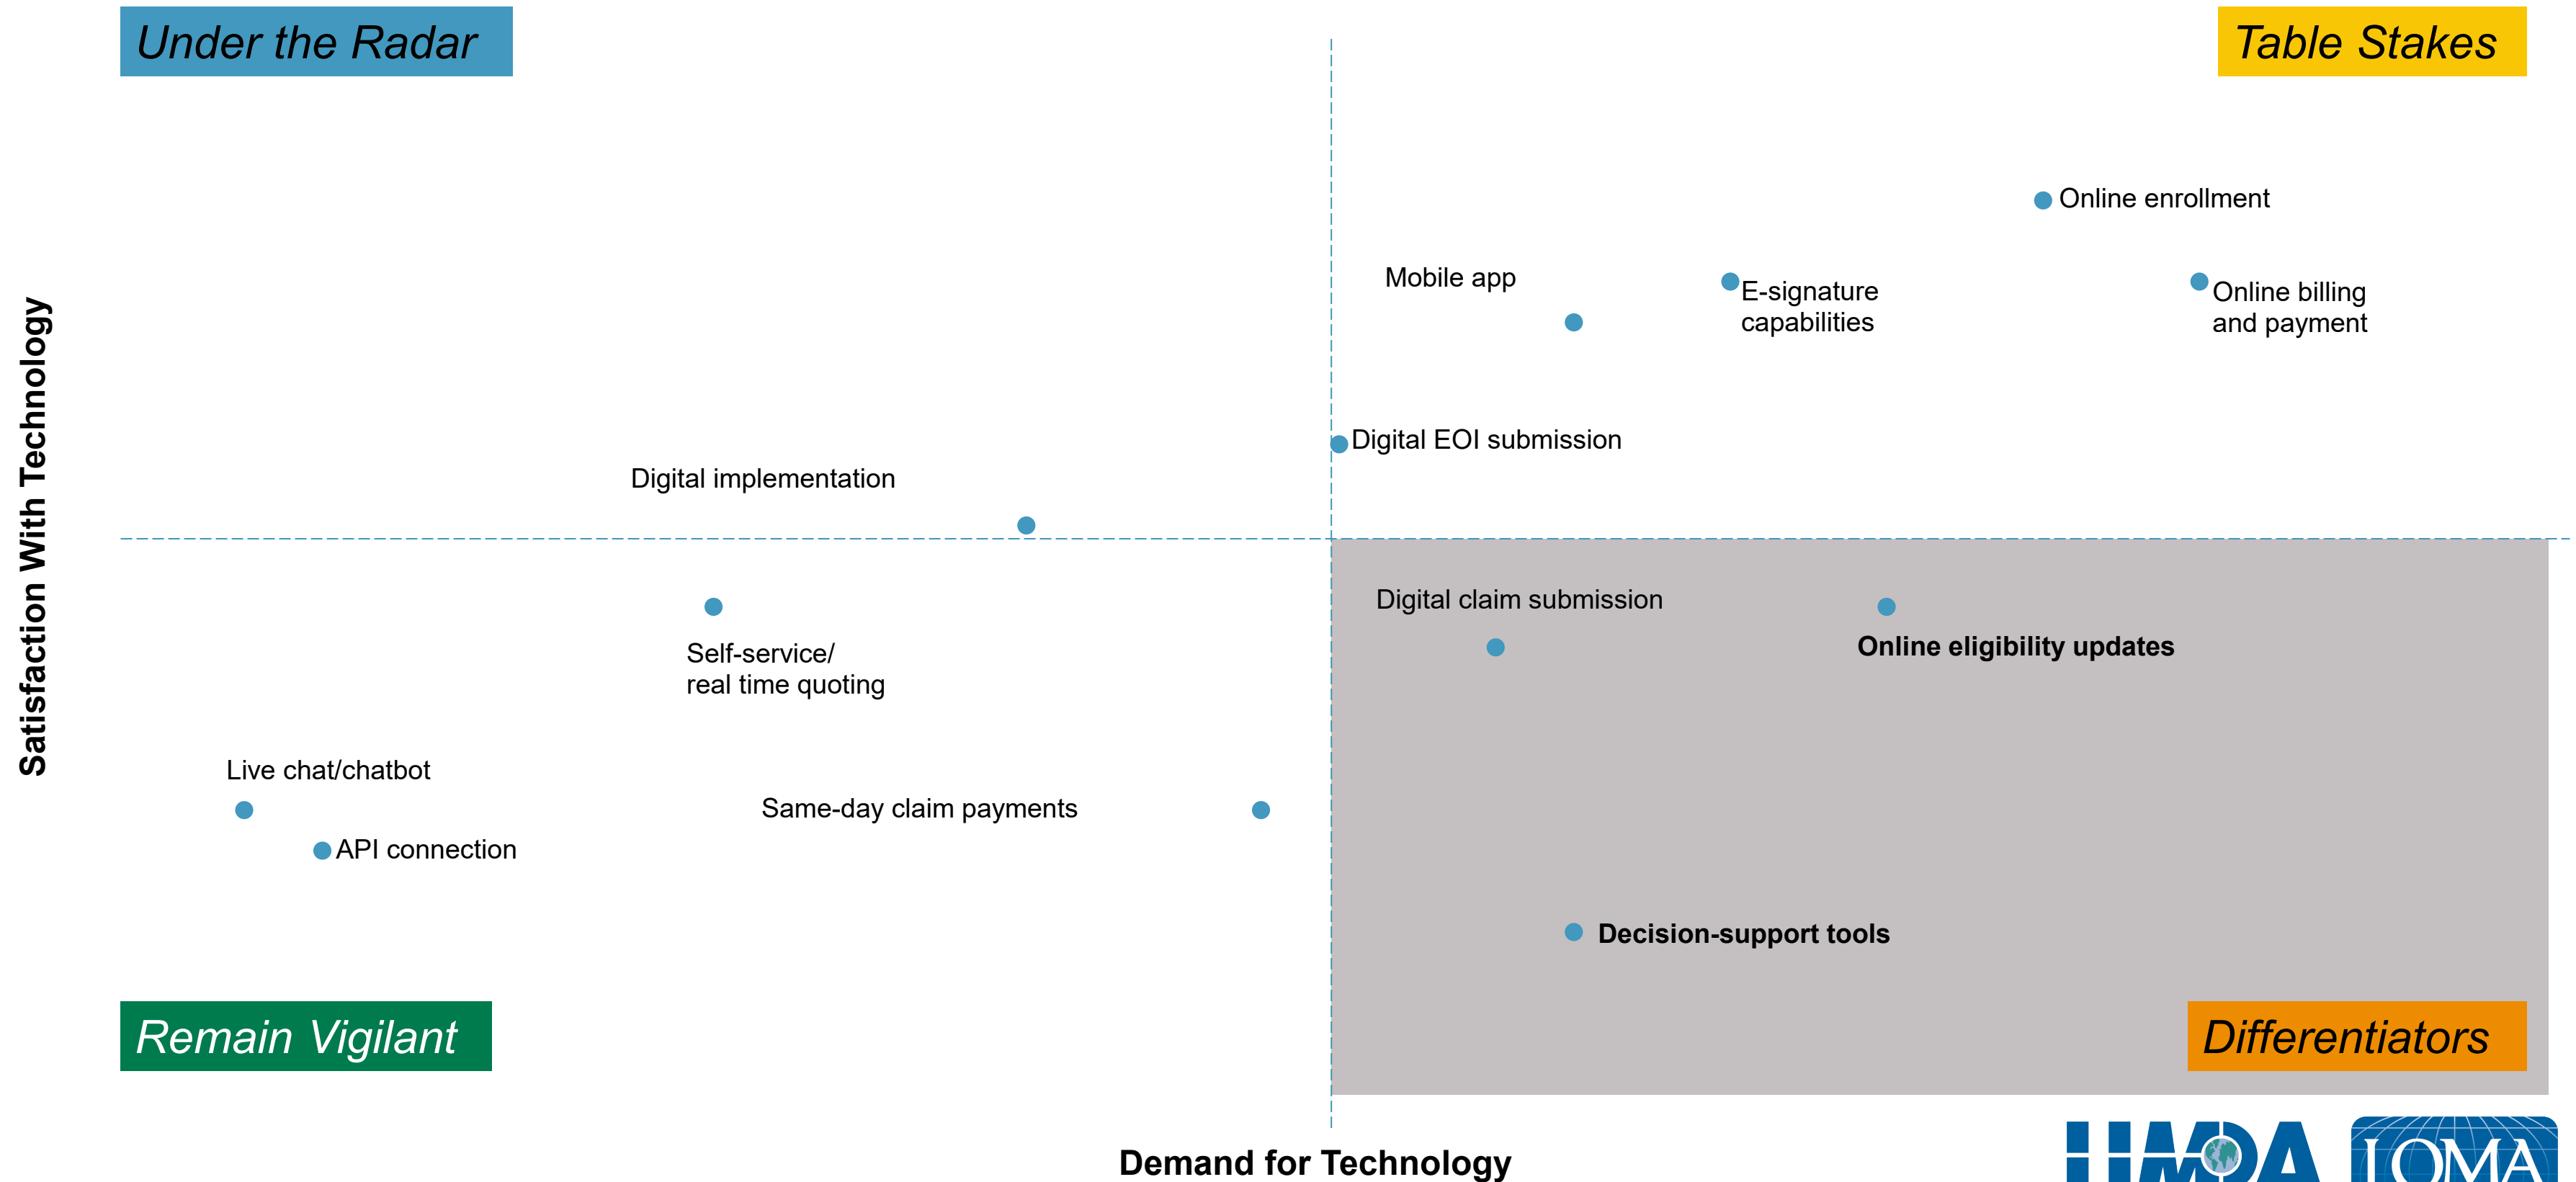 Under the Radar
Table Stakes
Online enrollment
Mobile app
E-signature
capabilities
Online billing
and payment
Satisfaction With Technology
Digital EOI submission
Digital implementation
Digital claim submission
Self-service/
real time quoting
Online eligibility updates
Live chat/chatbot
Same-day claim payments
API connection
Decision-support tools
Remain Vigilant
Differentiators
Demand for Technology
LIMRA
LOMA